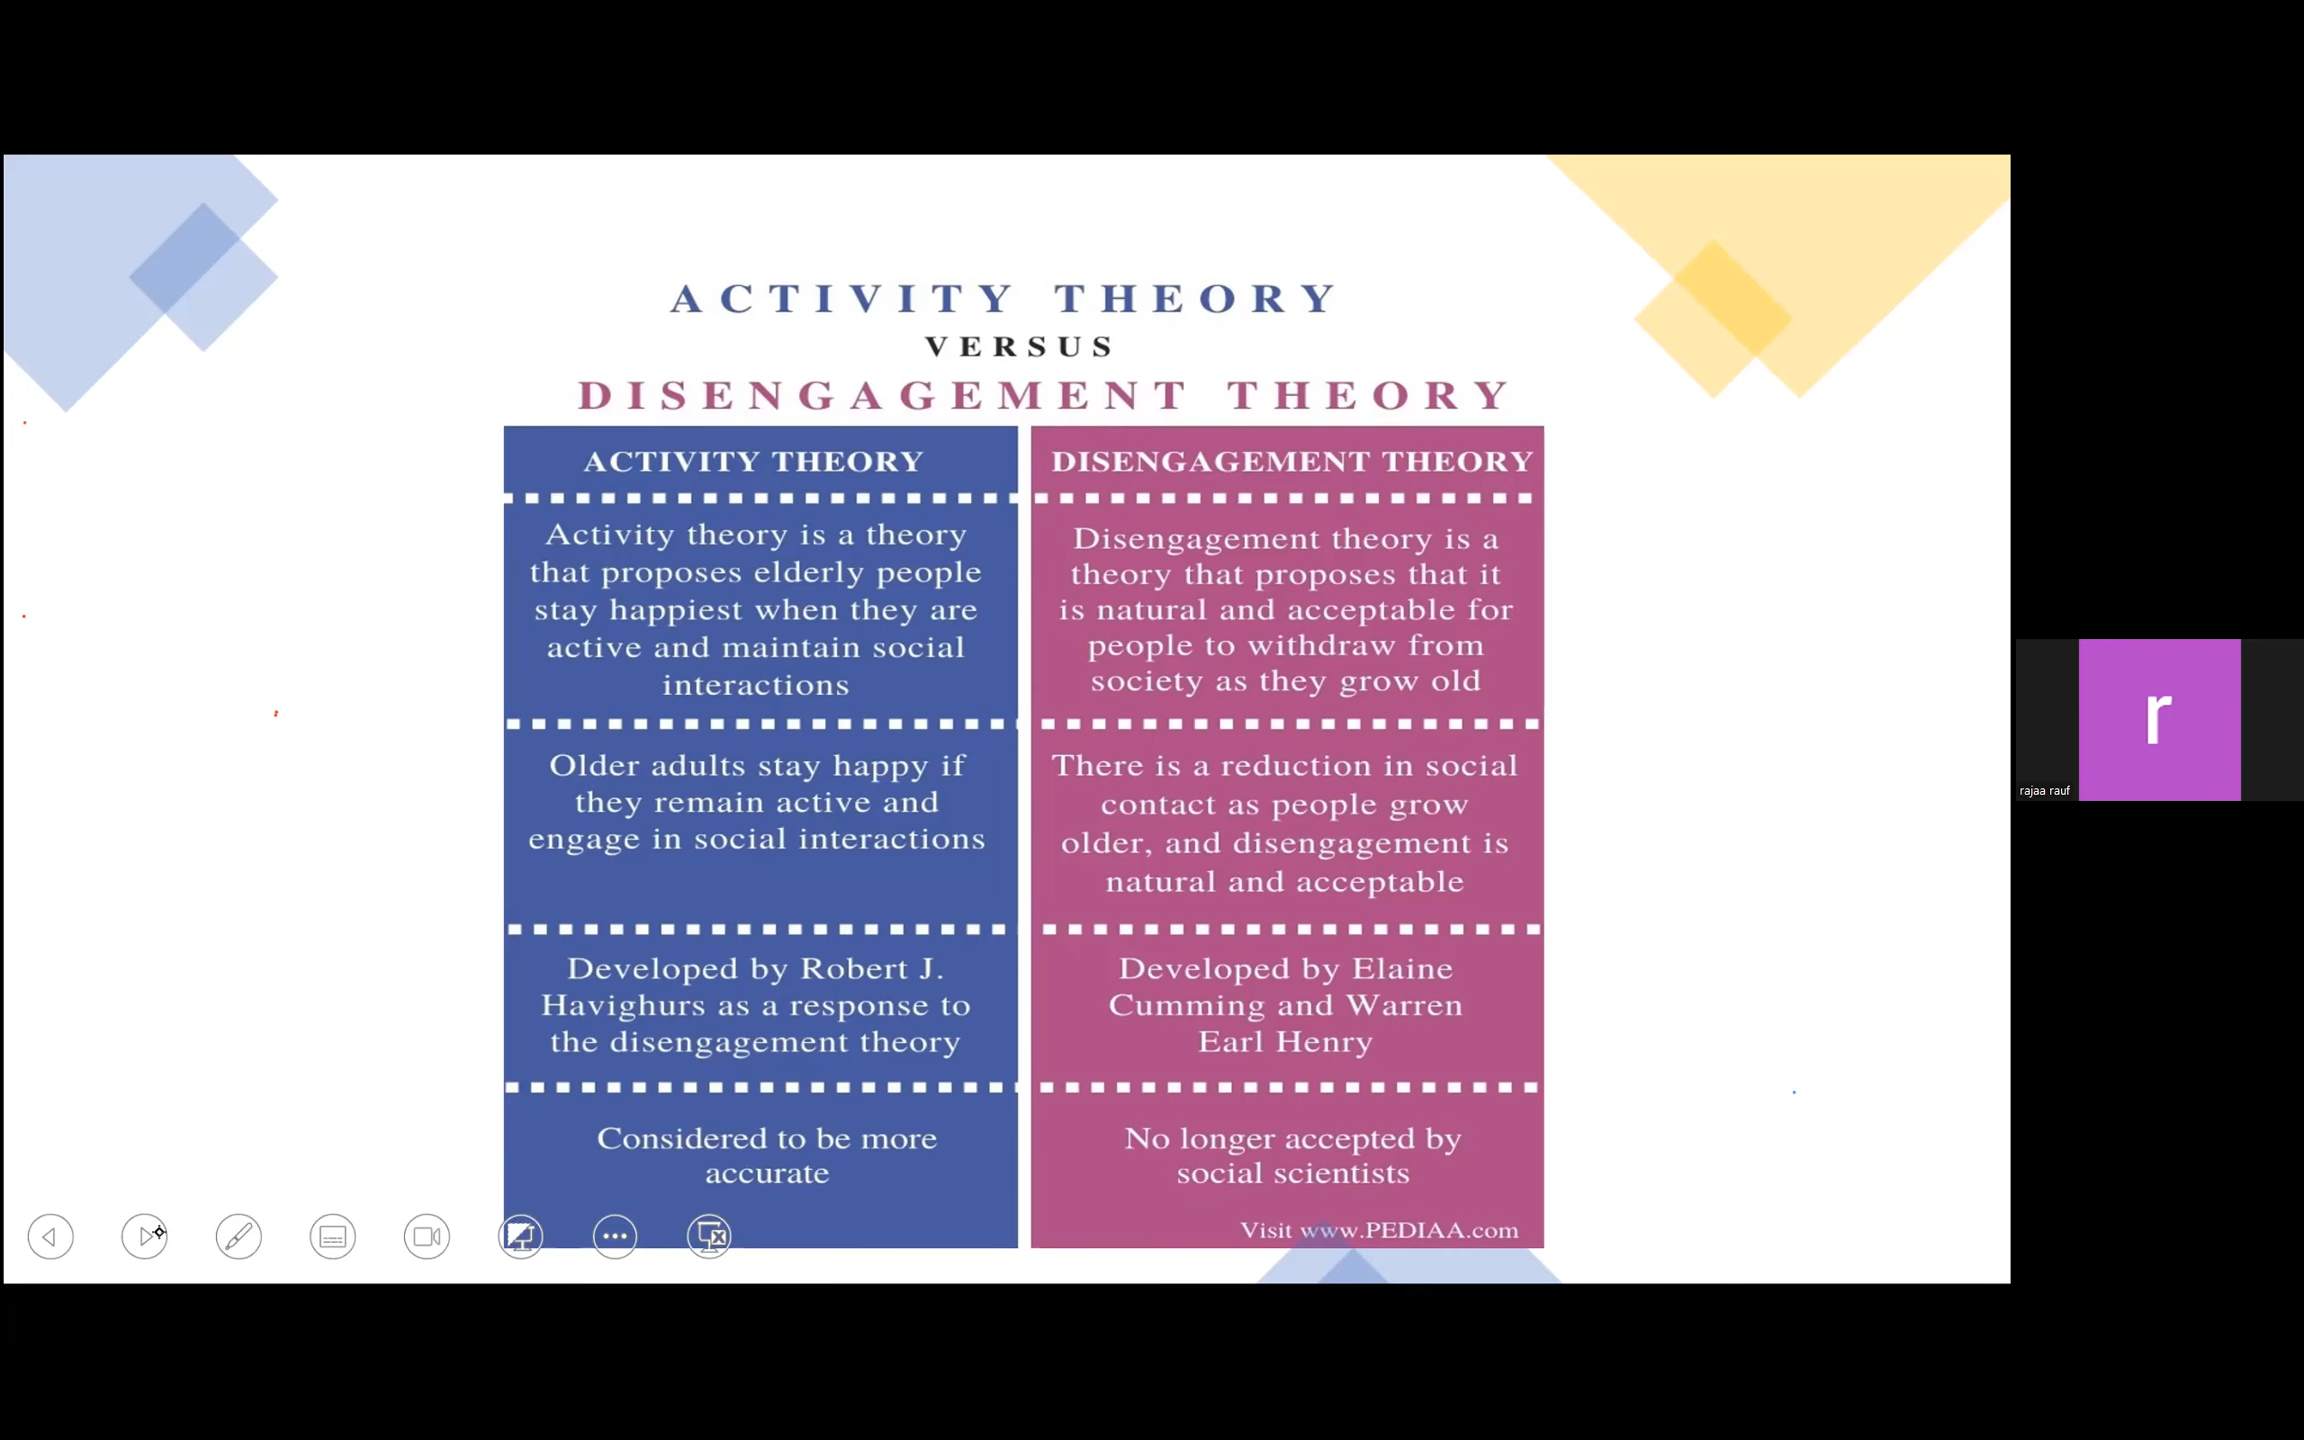 ACTIVITY THEORY
VERSUS
DISENGAGEMENT THEORY
ACTIVITY THEORY
Activity theory is a theory
that proposes elderly people
stay happiest when they are
active and maintain social
interactions
Older adults stay happy if
they remain active and
engage in social interactions
Developed by Robert J.
Havighurs as a response to
the disengagement theory
Considered to be more
accurate
DISENGAGEMENT THEORY
Disengagement theory is a
theory that proposes that it
is natural and acceptable for
people to withdraw from
society as they grow old
There is a reduction in social
contact as people grow
older, and disengagement is
natural and acceptable
Developed by Elaine
Cumming and Warren
Earl Henry
No longer accepted by
social scientists
Visit www.PEDIAA.com
r
rajaa rauf